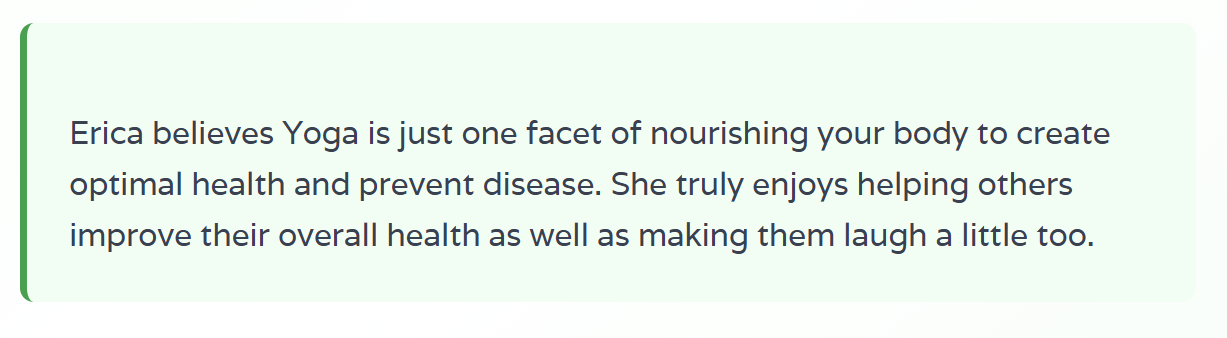 Erica believes Yoga is just one facet of nourishing your body to create
optimal health and prevent disease. She truly enjoys helping others
improve their overall health as well as making them laugh a little too.